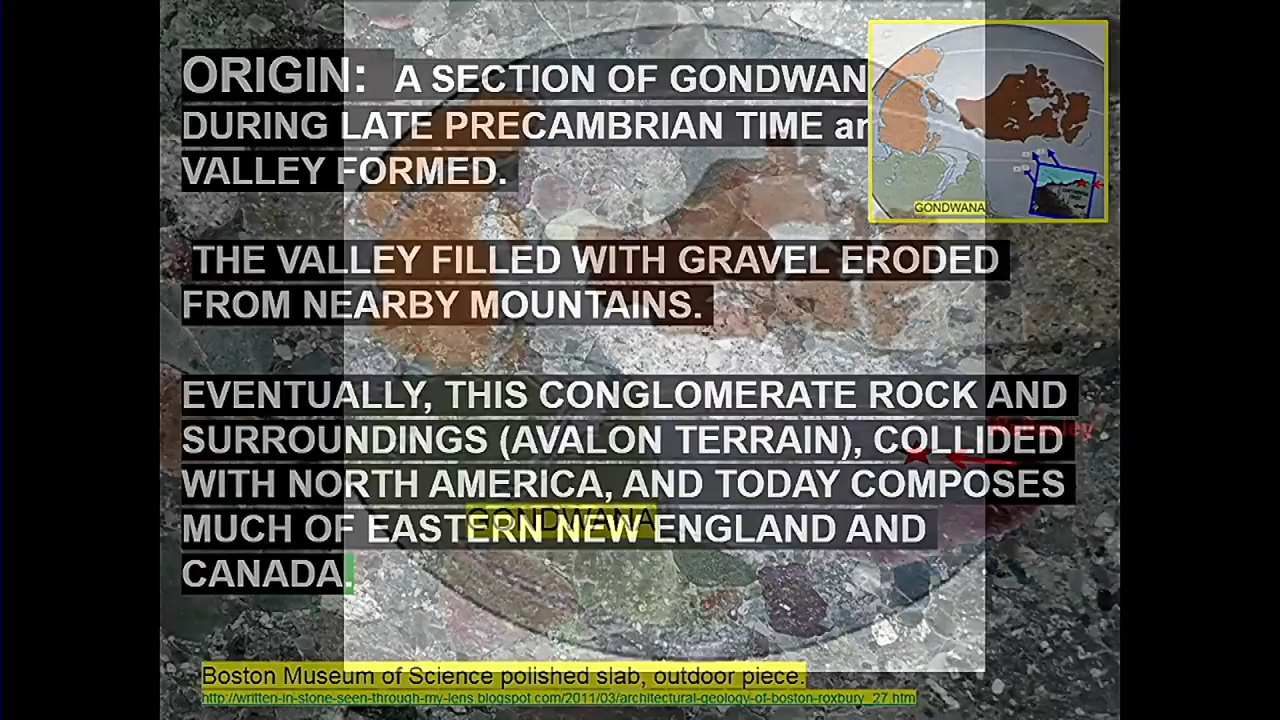 ORIGIN: A SECTION OF GONDWAN
DURING LATE PRECAMBRIAN TIME ar
VALLEY FORMED.
GONDWANA
THE VALLEY FILLED WITH GRAVEL ERODED
FROM NEARBY MOUNTAINS.
EVENTUALLY, THIS CONGLOMERATE ROCK AND
SURROUNDINGS (AVALON TERRAIN), COLLIDED
WITH NORTH AMERICA, AND TODAY COMPOSES
MUCH OF EASTERN NEW ENGLAND AND
CANADA.
GONDWANA
Boston Museum of Science polished slab, outdoor piece.
http://written-in-stone-seen-through-my-lens blogspot.com/2011/03/architectural-geology-of-boston-roxbury_27.htm